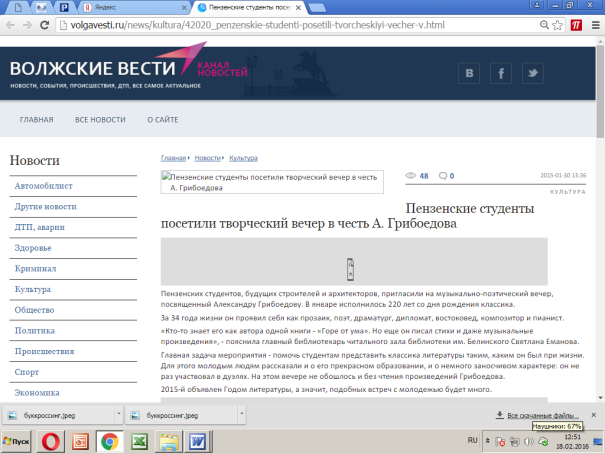 Яндекс
Пензенские студенты посет
volgavesti.ru/news/kultura/42020_penzenskie-studenti-posetili-tvorcheskiyi-vecher-v.html
ВОЛЖСКИЕ ВЕСТИ
КАНАЛ
НОВОСТЕЙ
НОВОСТИ, СОБЫТИЯ, ПРОИСШЕСТВИЯ, ДТП, ВСЕ САМОЕ АКТУАЛЬНОЕ
ГЛАВНАЯ ВСЕ НОВОСТИ О САЙТЕ
Новости
Автомобилист
Другие новости
ДТП, аварии
Здоровье
Криминал
Культура
Общество
Политика
Происшествия
Спорт
Экономика
Главная Новости Культура
Пензенские студенты посетили творческий вечер в честь
А. Грибоедова
48 0 2015-01-30 13:36
КУЛЬТУРА
Пензенские студенты
посетили творческий вечер в честь А. Грибоедова
Пензенских студентов, будущих строителей и архитекторов, пригласили на музыкально-поэтический вечер,
посвященный Александру Грибоедову. В январе исполнилось 220 лет со дня рождения классика.
За 34 года жизни он проявил себя как прозаик, поэт, драматург, дипломат, востоковед, композитор и пианист.
«Кто-то знает его как автора одной книги - «Горе от ума». Но еще он писал стихи и даже музыкальные
произведения», - пояснила главный библиотекарь читального зала библиотеки им. Белинского Светлана Еманова.
Главная задача мероприятия - помочь студентам представить классика литературы таким, каким он был при жизни.
Для этого молодым людям рассказали и о его прекрасном образовании, и о немного заносчивом характере: он не
раз участвовал в дуэлях. На этом вечере не обошлось и без чтения произведений Грибоедова.
2015-й объявлен Годом литературы, а значит, подобных встреч с молодежью будет много.
буккроссинг.jpeg
буккроссинг.jpeg
Все скачанные файлы...
Наушники: 67%
Пуск
RU
12:51
18.02.2016